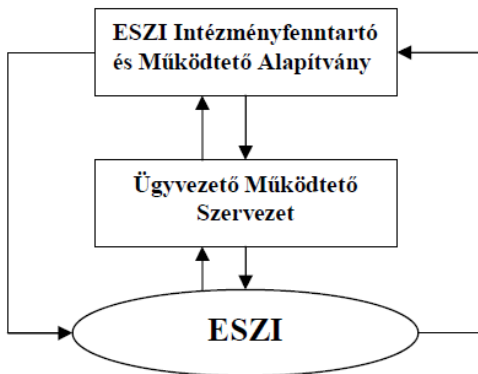 ESZI Intézményfenntartó
és Működtető Alapítvány
Ügyvezető Működtető
Szervezet
ESZI